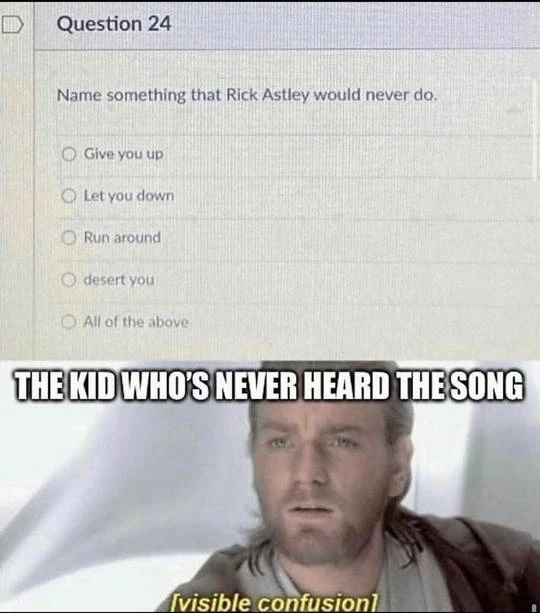 Question 24
Name something that Rick Astley would never do.
Give you up
Let you down
Run around
desert you
All of the above
THE KID WHO'S NEVER HEARD THE SONG
[visible confusion]